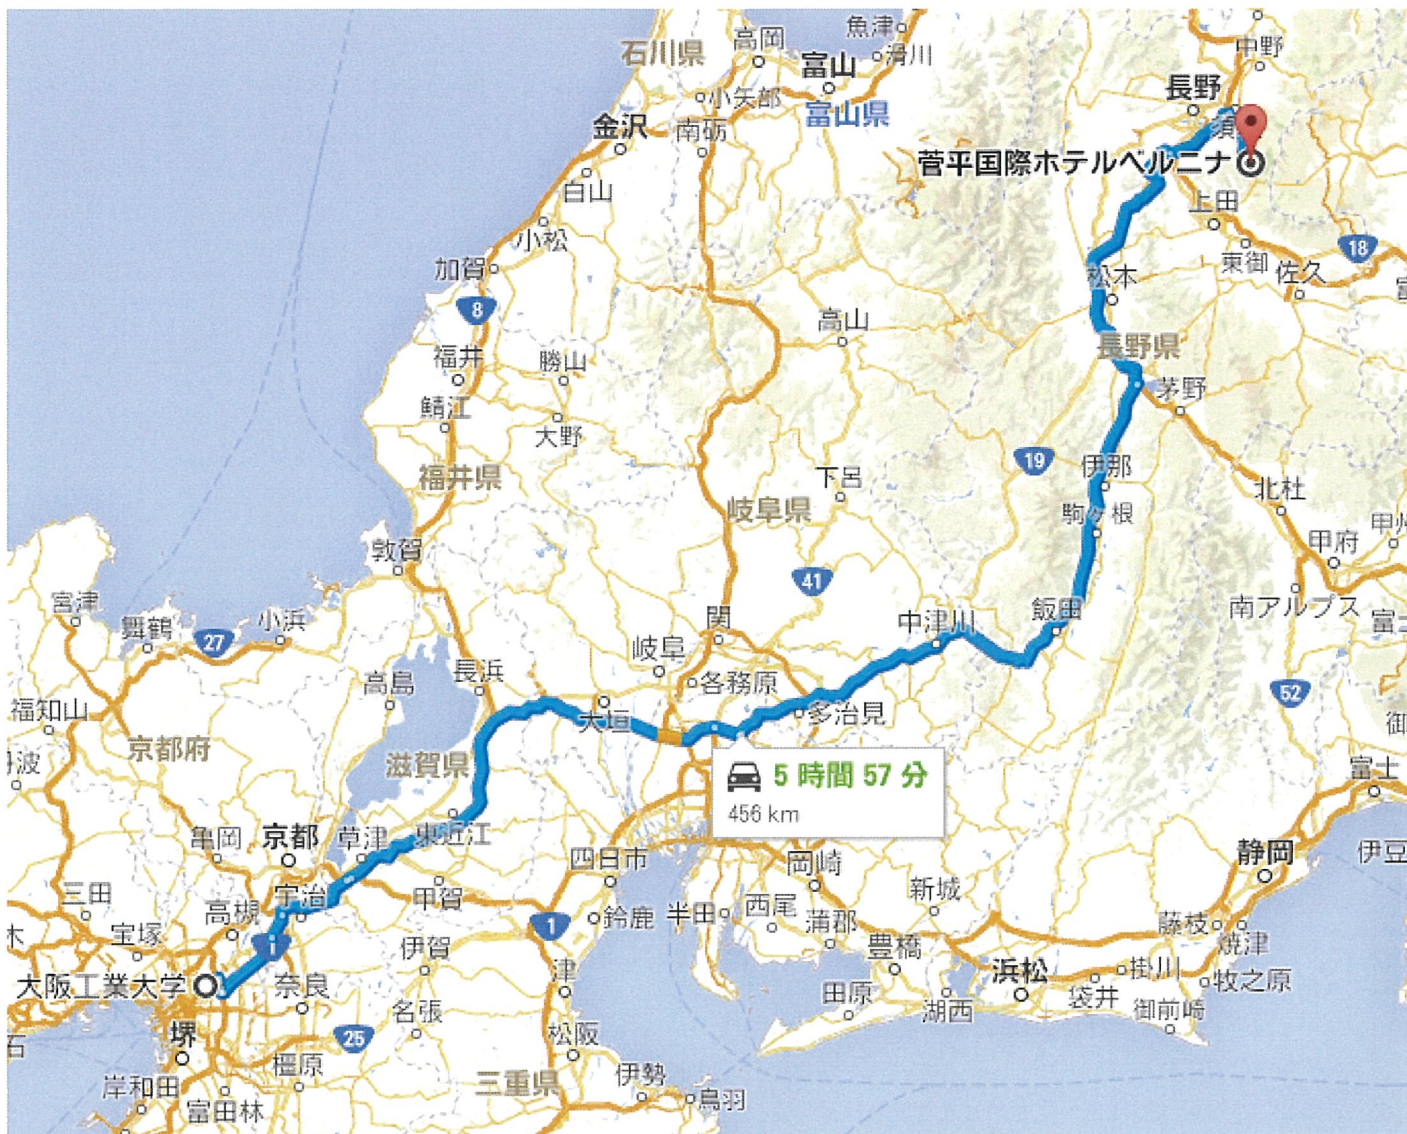 魚津
石川県
高岡
富山
滑川
中野
長野
小矢部
富山県
須
金沢
南砺
菅平国際ホテルベルニナ
白山
上田
小松
18
加賀
東御
佐久
松本
8
高山
長野県
福井
勝山
茅野
鯖江
大野
19
伊那
福井県
下呂
北杜
岐阜県
駒ヶ根
甲州
敦賀
甲府
41
南アルプス
宮津
舞鶴
小浜
27
関
中津川
飯田
富士
岐阜
長浜
各務原
高島
52
福知山
大垣
多治見
御
京都府
丹波
滋賀県
5 時間 57 分
456 km
富士
亀岡
京都
草津
東近江
四日市
岡崎
静岡
伊豆
三田
宇治
甲賀
新城
高槻
鈴鹿
半田
西尾
蒲郡
藤枝
焼津
木
宝塚
1
伊賀
1
豊橋
大阪工業大学
奈良
津
浜松
掛川
牧之原
田原
湖西
袋井
御前崎
名張
堺
25
松阪
石
橿原
岸和田
三重県
伊勢
鳥羽
富田林